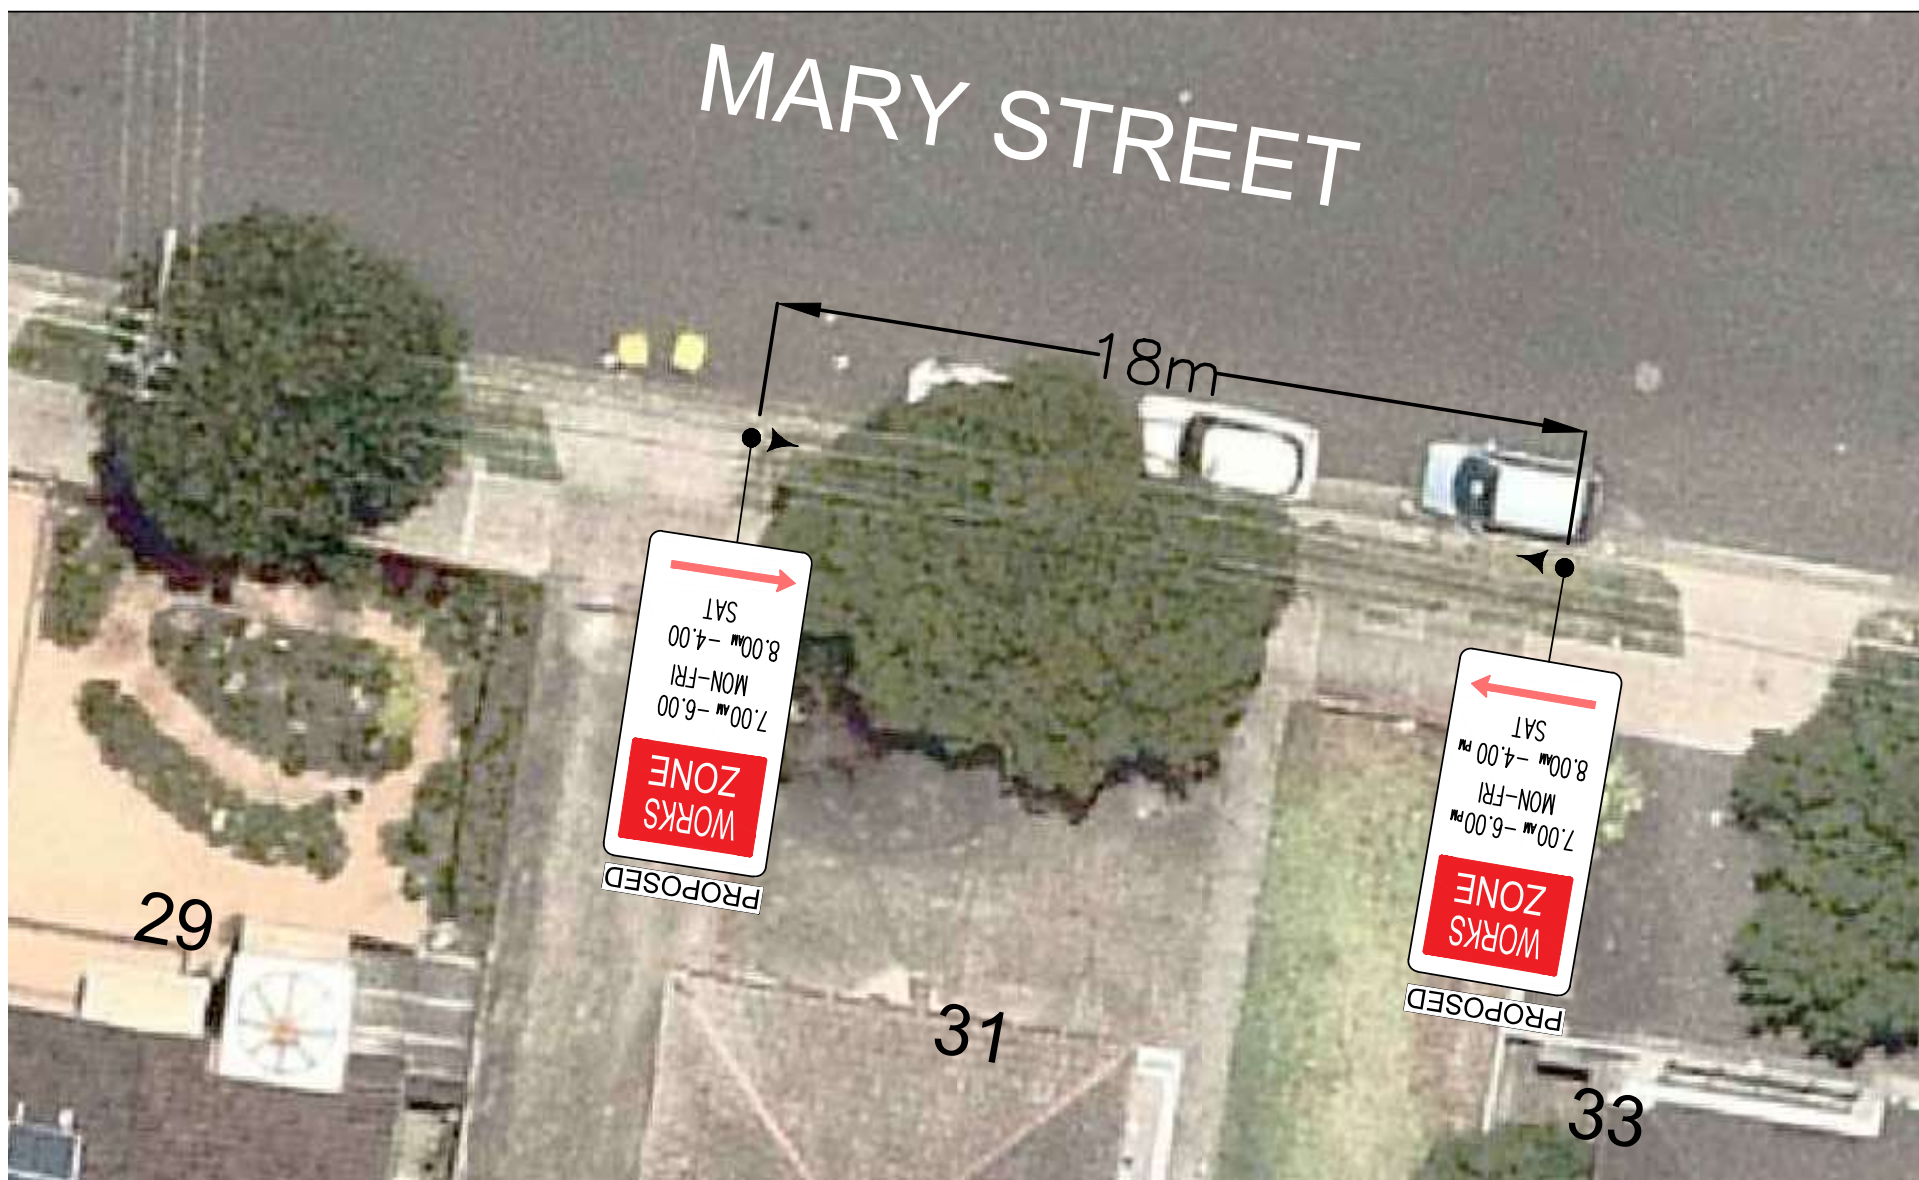 MARY STREET
18m
WORKS
ZONE
7.00AM – 6.00
MON–FRI
8.00AM – 4.00
SAT
PROPOSED
WORKS
ZONE
7.00AM – 6.00PM
MON–FRI
8.00AM – 4.00 PM
SAT
PROPOSED
29
31
33